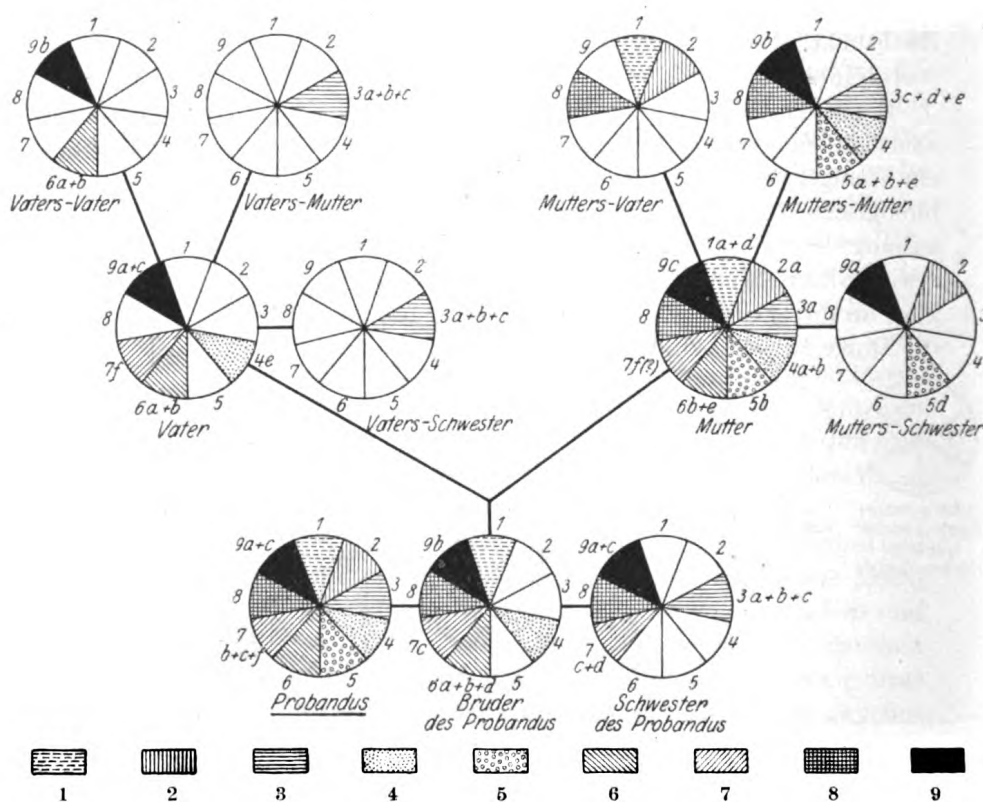 1 1 1 1
9b 2 9 2 9 2 9b 2
8 3 8 3a+b+c 8 3 8 3c+d+e
7 4 7 4 7 4 7 4
6a+b 5 6 5 6 5 6 5a+b+e
Vaters-Vater Vaters-Mutter Mutters-Vater Mutters-Mutter
1 1 1a+d 1
9a+c 2 9 2 9c 2a 9a 2
8 3 8 3a+b+c 8 3a 8 3
7f 4e 7 4 7f(?) 4a+b 7 4
6a+b 5 6 5 6b+e 5b 6 5d
Vater Vaters-Schwester Mutter Mutters-Schwester
1 1 1
9a+c 2 9b 2 9a+c 2
8 3 8 3 8 3a+b+c
7 b+c+f 4 7c 4 7 c+d 4
6 5 6a+b+d 5 6 5
Probandus Bruder Schwester
des Probandus des Probandus
1 2 3 4 5 6 7 8 9